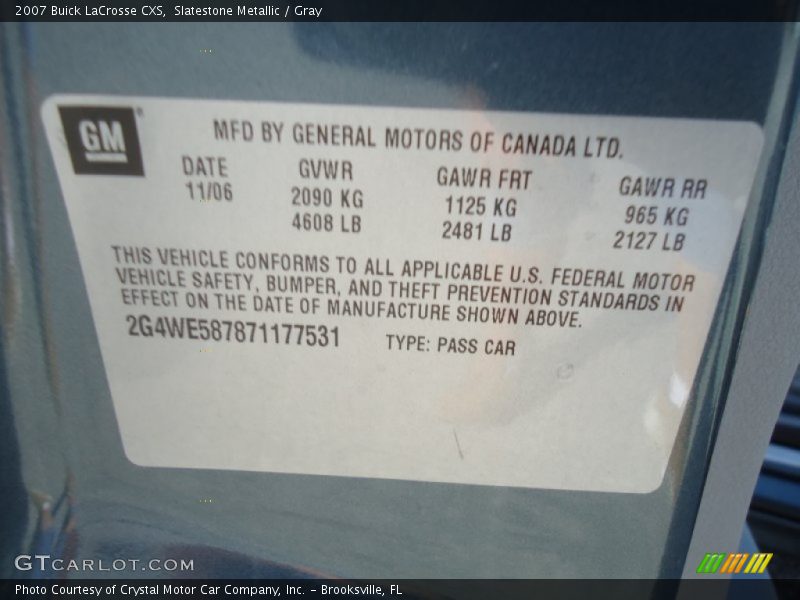 2007 Buick LaCrosse CXS, Slatestone Metallic / Gray
GM
MFD BY GENERAL MOTORS OF CANADA LTD.
DATE GVWR GAWR FRT GAWR RR
11/06 2090 KG 1125 KG 965 KG
4608 LB 2481 LB 2127 LB
THIS VEHICLE CONFORMS TO ALL APPLICABLE U.S. FEDERAL MOTOR
VEHICLE SAFETY, BUMPER, AND THEFT PREVENTION STANDARDS IN
EFFECT ON THE DATE OF MANUFACTURE SHOWN ABOVE.
2G4WE587871177531 TYPE: PASS CAR
GTCARLOT.COM
Photo Courtesy of Crystal Motor Car Company, Inc. – Brooksville, FL